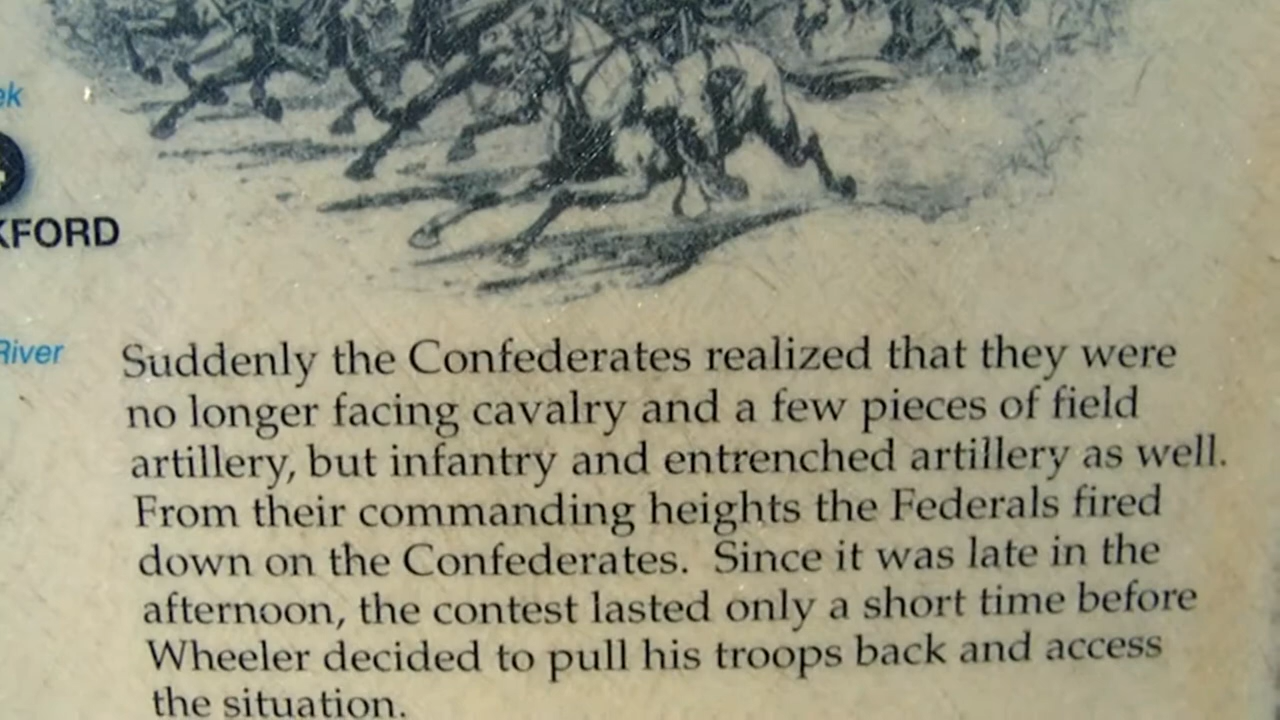 ek
KFORD
River
Suddenly the Confederates realized that they were
no longer facing cavalry and a few pieces of field
artillery, but infantry and entrenched artillery as well.
From their commanding heights the Federals fired
down on the Confederates.  Since it was late in the
afternoon, the contest lasted only a short time before
Wheeler decided to pull his troops back and access
the situation.